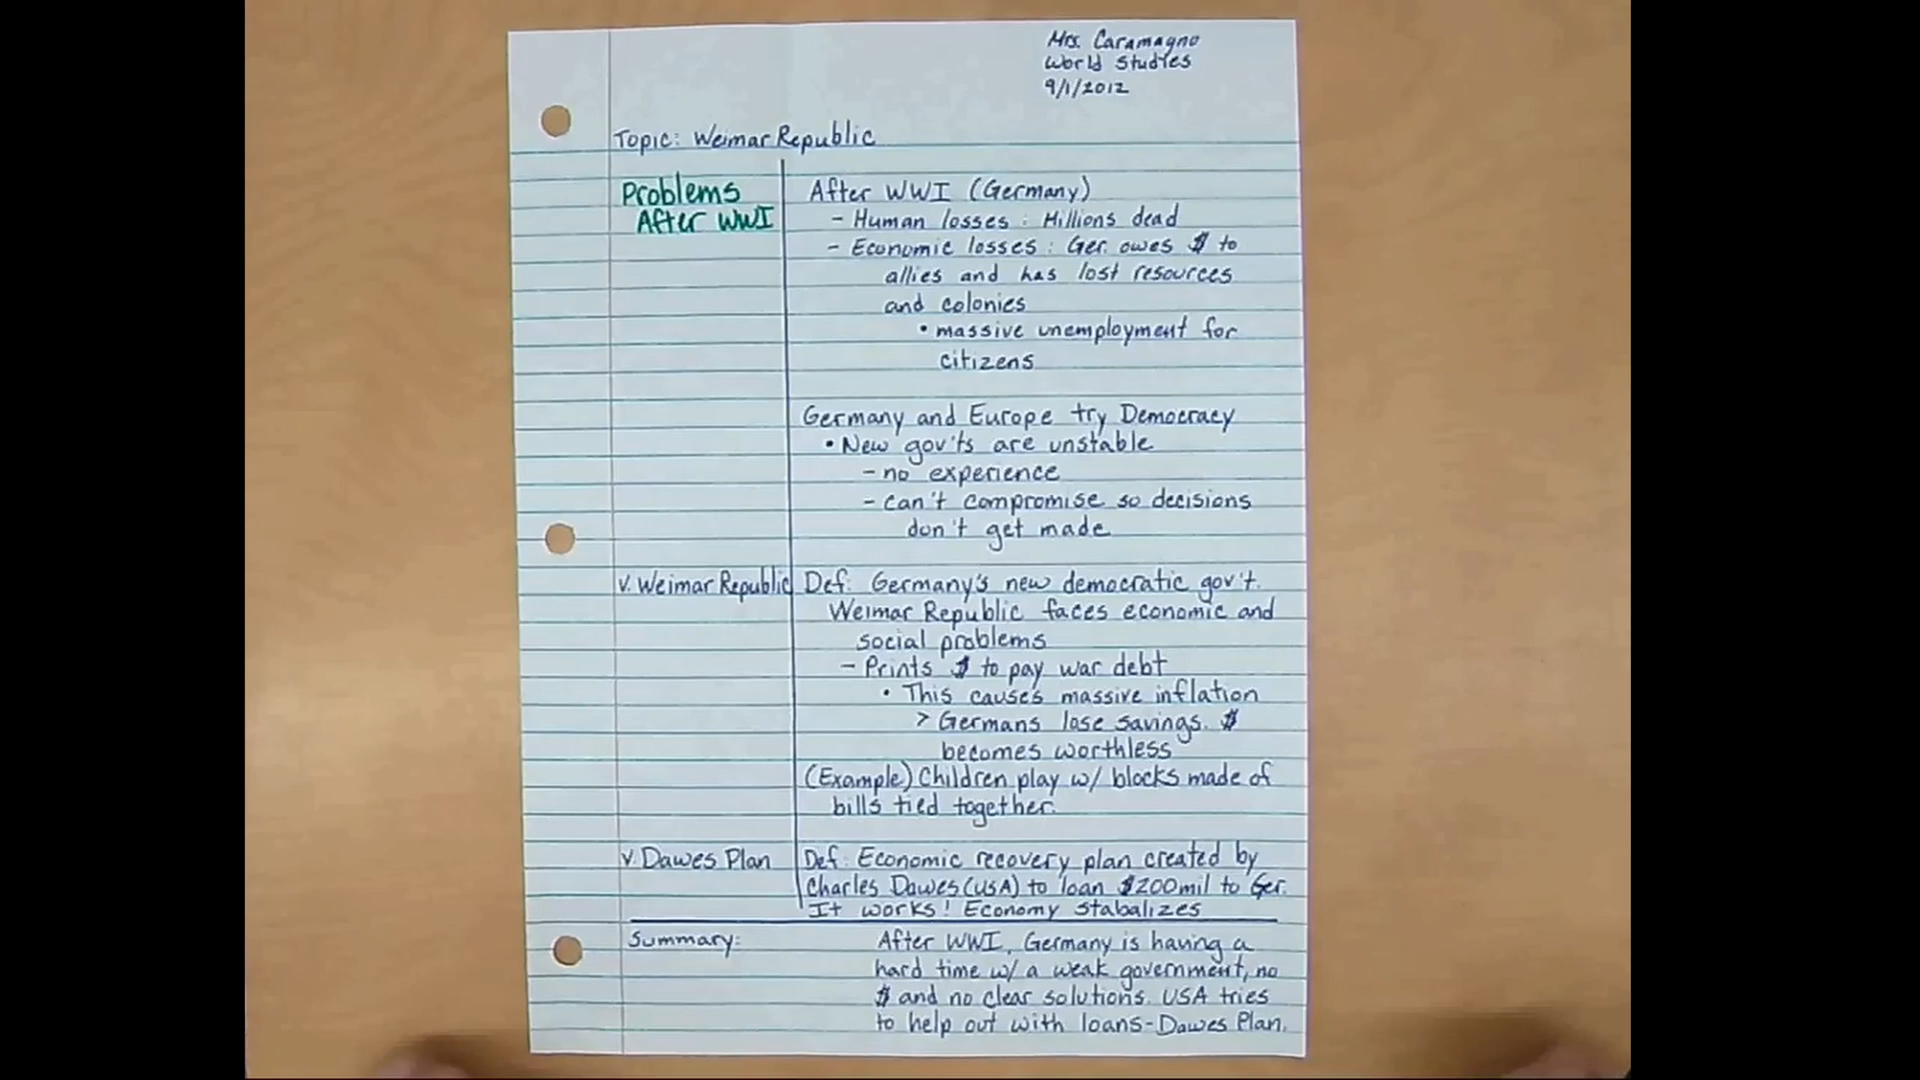 Mrs. Caramagno
World Studies
9/1/2012
Topic: Weimar Republic
Problems
After WWI
After WWI (Germany)
- Human losses: Millions dead
- Economic losses: Ger. owes $ to
allies and has lost resources
and colonies
• massive unemployment for
citizens
Germany and Europe try Democracy
• New gov'ts are unstable
- no experience
- can't compromise so decisions
don't get made
v. Weimar Republic
Def: Germany's new democratic gov't.
Weimar Republic faces economic and
social problems
- Prints $ to pay war debt
• This causes massive inflation
> Germans lose savings. $
becomes worthless
(Example) Children play w/ blocks made of
bills tied together.
v. Dawes Plan
Def: Economic recovery plan created by
Charles Dawes (USA) to loan $200mil to Ger.
It works! Economy stabalizes
Summary:
After WWI, Germany is having a
hard time w/ a weak government, no
$ and no clear solutions. USA tries
to help out with loans-Dawes Plan.